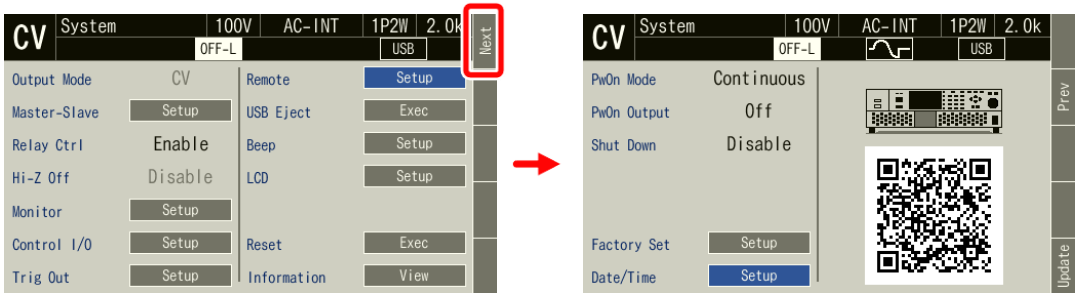 CV System 100V AC-INT 1P2W 2.0k
OFF-L USB
Next
Output Mode CV
Master-Slave Setup
Relay Ctrl Enable
Hi-Z Off Disable
Monitor Setup
Control I/O Setup
Trig Out Setup
Remote Setup
USB Eject Exec
Beep Setup
LCD Setup
Reset Exec
Information View
CV System 100V AC-INT 1P2W 2.0k
OFF-L USB
PwOn Mode Continuous
PwOn Output Off
Shut Down Disable
Factory Set Setup
Date/Time Setup
Prev
Update